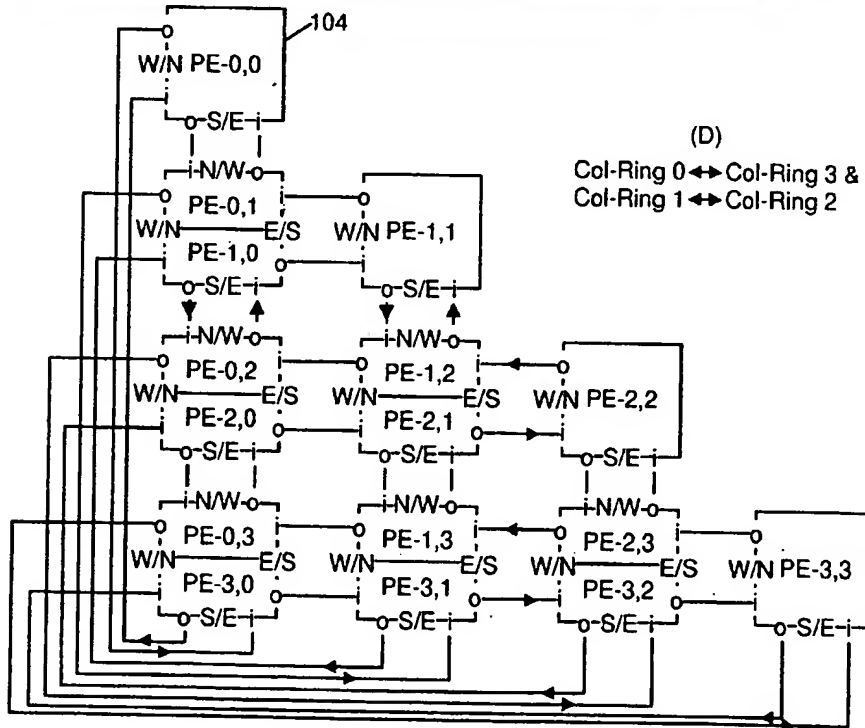 104
o
W/N PE-0,0
o S/E i
(D)
Col-Ring 0 ↔ Col-Ring 3 &
Col-Ring 1 ↔ Col-Ring 2
i N/W o
o PE-0,1 i o
W/N E/S W/N PE-1,1
PE-1,0 o
o S/E i o S/E i
i N/W o i N/W o
o PE-0,2 i o PE-1,2 i o
W/N E/S W/N E/S W/N PE-2,2
PE-2,0 o PE-2,1 o
o S/E i o S/E i o S/E i
i N/W o i N/W o i N/W o
o PE-0,3 i o PE-1,3 i o PE-2,3 i o
W/N E/S W/N E/S W/N E/S W/N PE-3,3
PE-3,0 o PE-3,1 o PE-3,2 o
o S/E i o S/E i o S/E i o S/E i